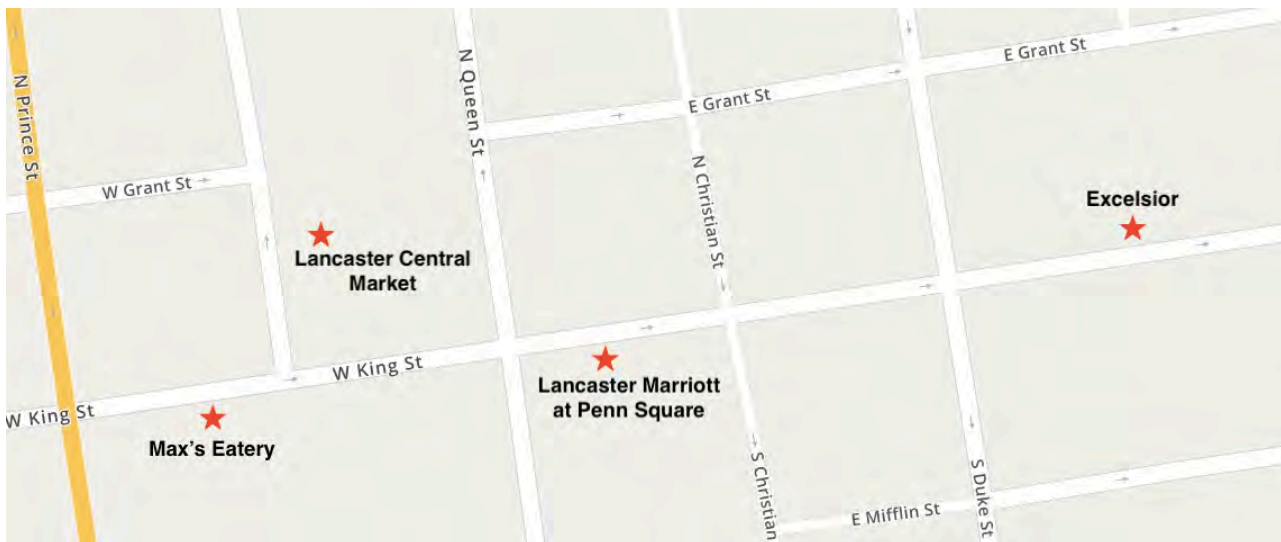 N Prince St
N Queen St
E Grant St
E Grant St
W Grant St
N Christian St
Excelsior
Lancaster Central
Market
W King St
W King St
Lancaster Marriott
at Penn Square
Max's Eatery
S Christian
S Duke St
E Mifflin St